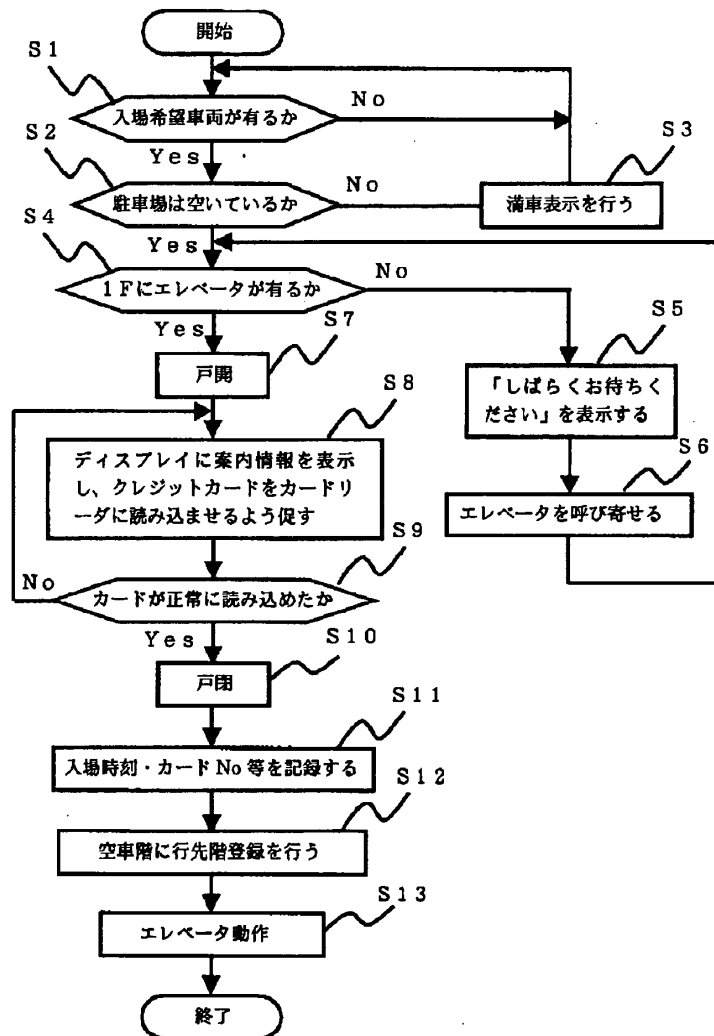 開始
S1
入場希望車両が有るか
No
Yes
S2
駐車場は空いているか
No
S3
満車表示を行う
Yes
S4
1Fにエレベータが有るか
No
Yes
S5
「しばらくお待ちく
ださい」を表示する
S6
エレベータを呼び寄せる
S7
戸開
S8
ディスプレイに案内情報を表示
し、クレジットカードをカードリ
ーダに読み込ませるよう促す
S9
カードが正常に読み込めたか
No
Yes
S10
戸閉
S11
入場時刻・カード No 等を記録する
S12
空車階に行先階登録を行う
S13
エレベータ動作
終了